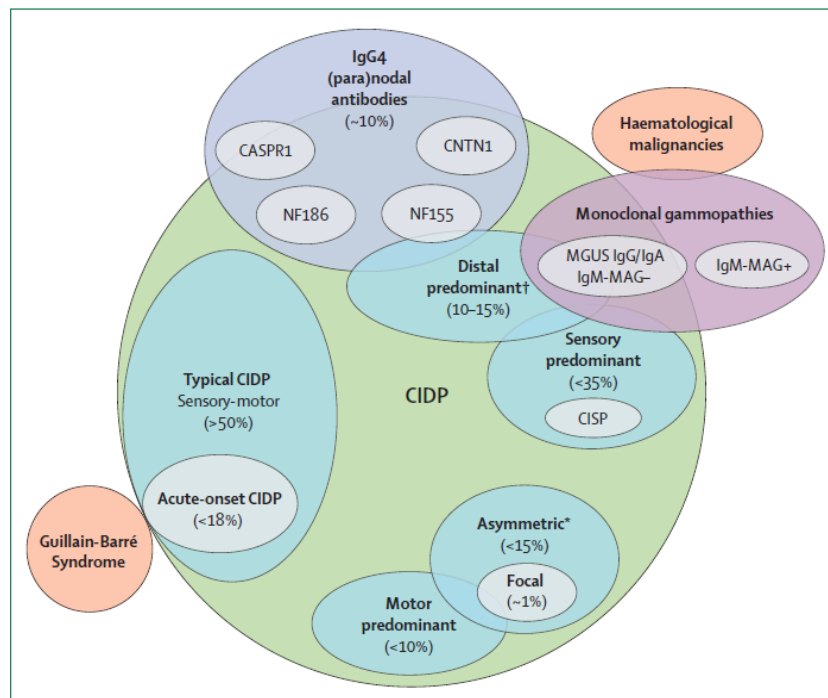 IgG4
(para)nodal
antibodies
(~10%)
CASPR1
CNTN1
NF186
NF155
Haematological
malignancies
Monoclonal gammopathies
MGUS IgG/IgA
IgM-MAG–
IgM-MAG+
Distal
predominant†
(10–15%)
Sensory
predominant
(<35%)
CISP
Typical CIDP
Sensory-motor
(>50%)
CIDP
Acute-onset CIDP
(<18%)
Guillain-Barré
Syndrome
Asymmetric*
(<15%)
Focal
(~1%)
Motor
predominant
(<10%)